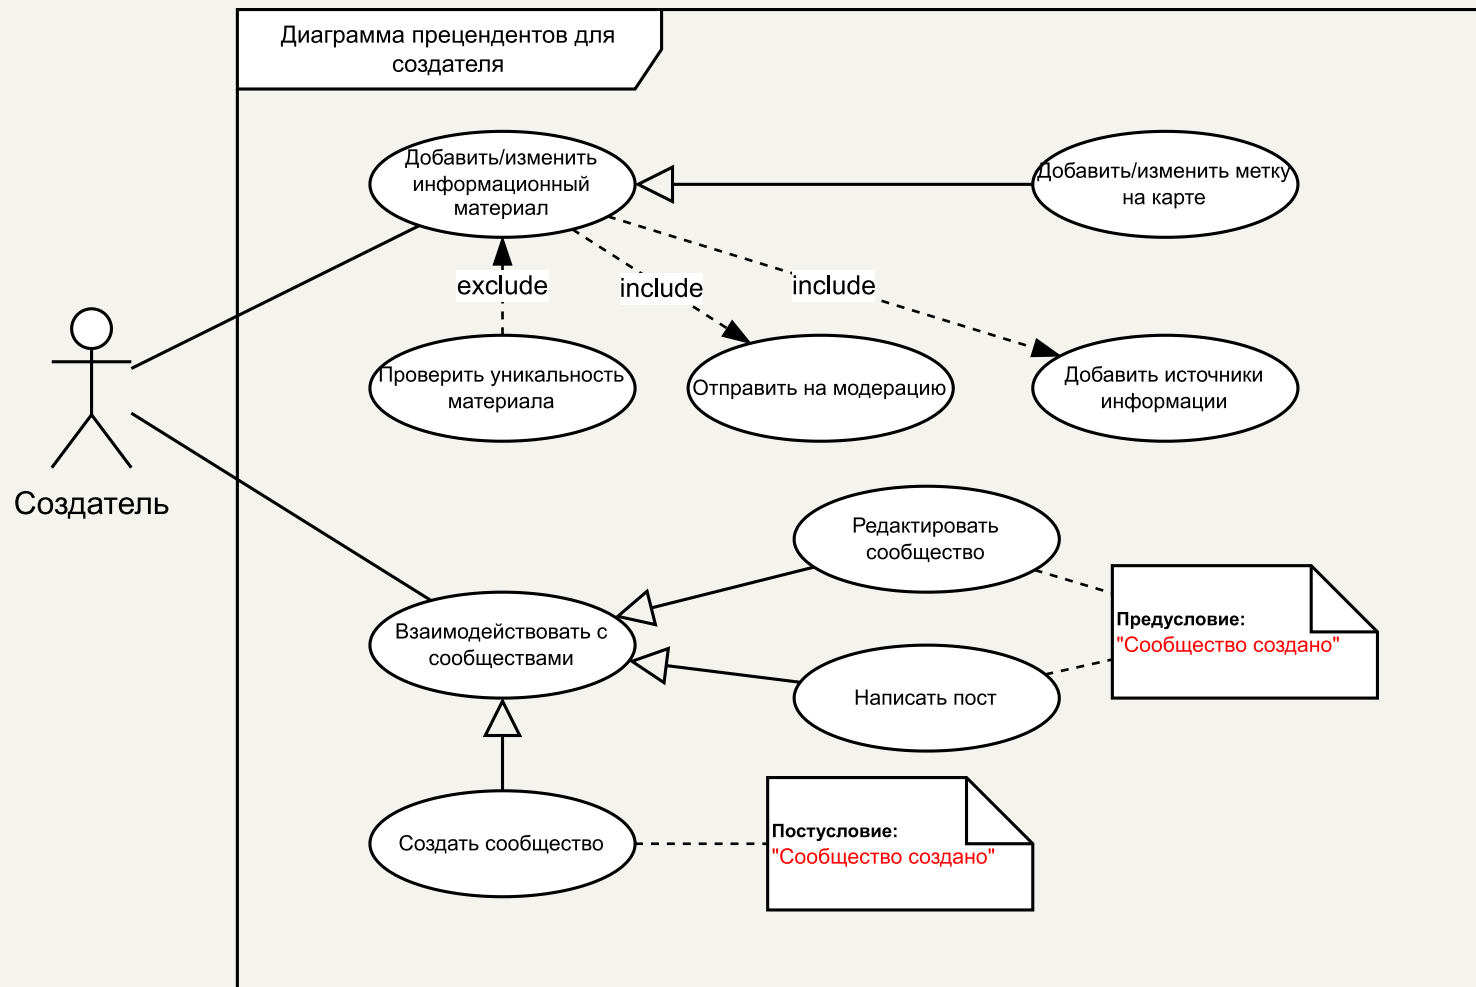 Диаграмма прецендентов для
создателя
Добавить/изменить
информационный
материал
Добавить/изменить метку
на карте
exclude
include
include
Проверить уникальность
материала
Отправить на модерацию
Добавить источники
информации
Создатель
Редактировать
сообщество
Взаимодействовать с
сообществами
Предусловие:
"Сообщество создано"
Написать пост
Создать сообщество
Постусловие:
"Сообщество создано"